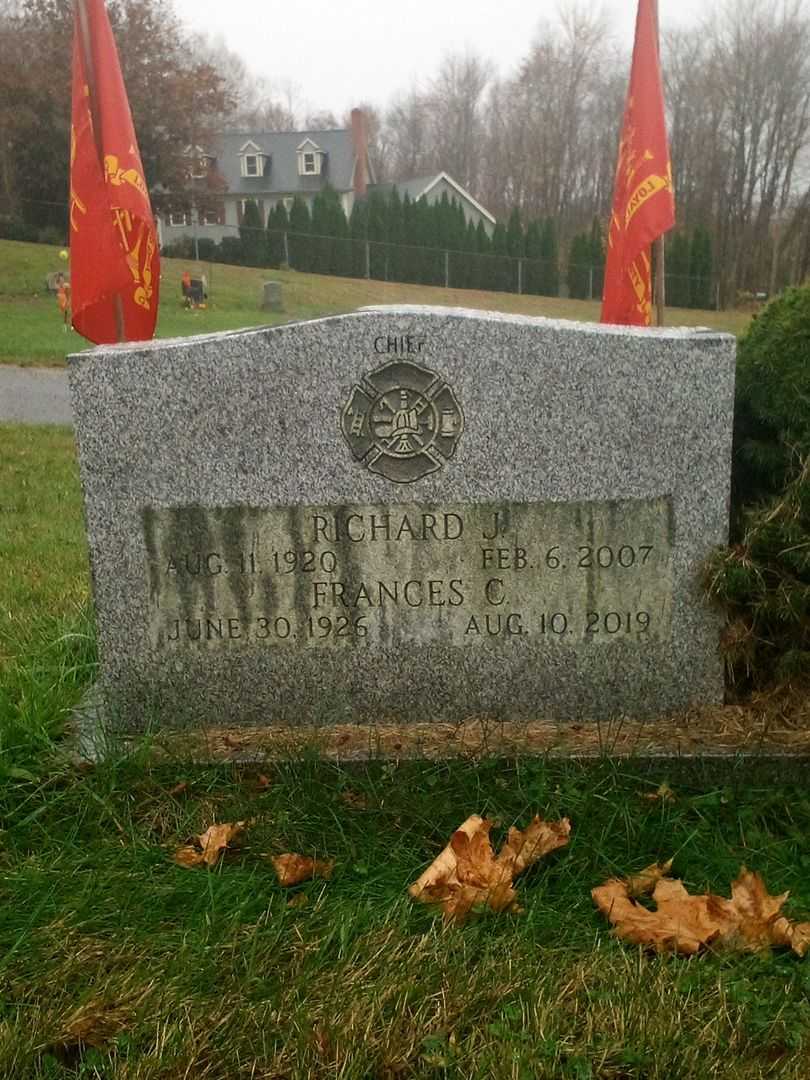 CHIEF
RICHARD J.
AUG. 11. 1920 FEB. 6. 2007
FRANCES C.
JUNE 30. 1926 AUG. 10. 2019